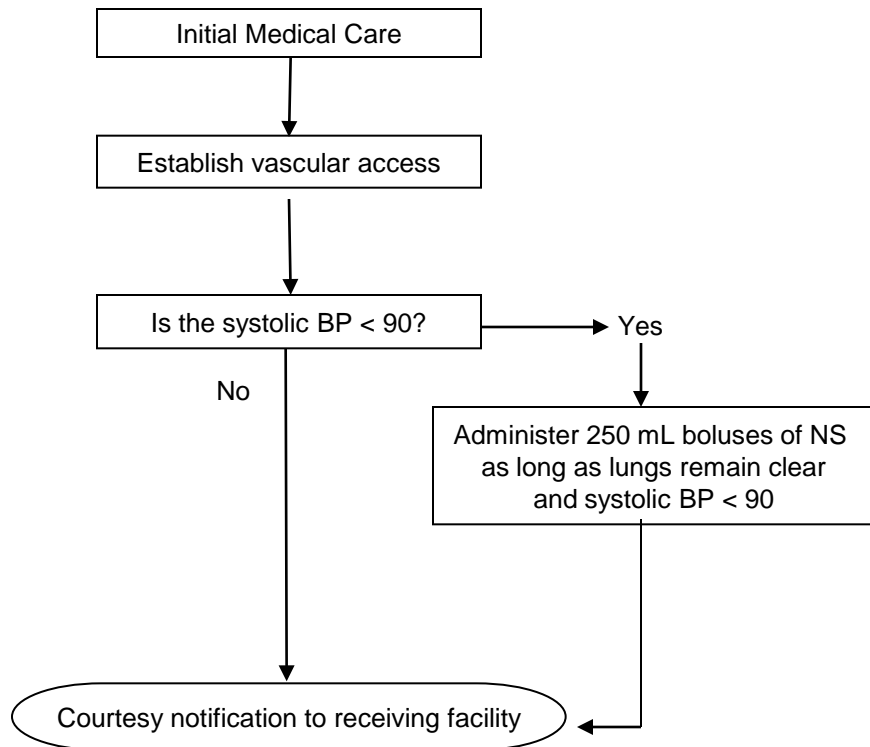 Initial Medical Care
Establish vascular access
Is the systolic BP < 90?
Yes
No
Administer 250 mL boluses of NS
as long as lungs remain clear
and systolic BP < 90
Courtesy notification to receiving facility